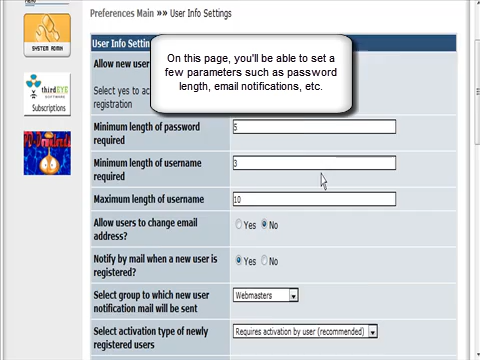 Preferences Main »» User Info Settings
SYSTEM ADMIN
thirdEYE
SOFTWARE
Subscriptions
User Info Setti
Allow new user
Select yes to ac
registration
On this page, you'll be able to set a
few parameters such as password
length, email notifications, etc.
Minimum length of password
required
5
Minimum length of username
required
3
Maximum length of username
10
Allow users to change email
address?
Yes No
Notify by mail when a new user is
registered?
Yes No
Select group to which new user
notification mail will be sent
Webmasters
Select activation type of newly
registered users
Requires activation by user (recommended)